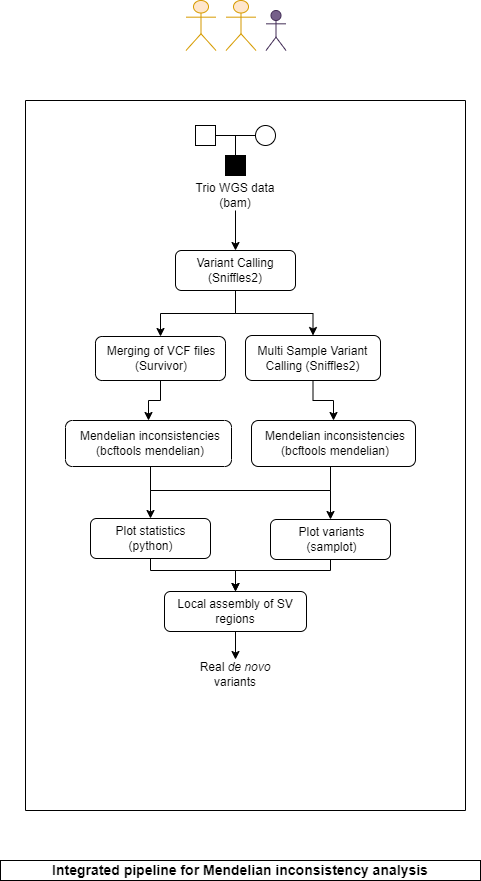 Trio WGS data
(bam)
Variant Calling
(Sniffles2)
Merging of VCF files
(Survivor)
Multi Sample Variant
Calling (Sniffles2)
Mendelian inconsistencies
(bcftools mendelian)
Mendelian inconsistencies
(bcftools mendelian)
Plot statistics
(python)
Plot variants
(samplot)
Local assembly of SV
regions
Real de novo
variants
Integrated pipeline for Mendelian inconsistency analysis